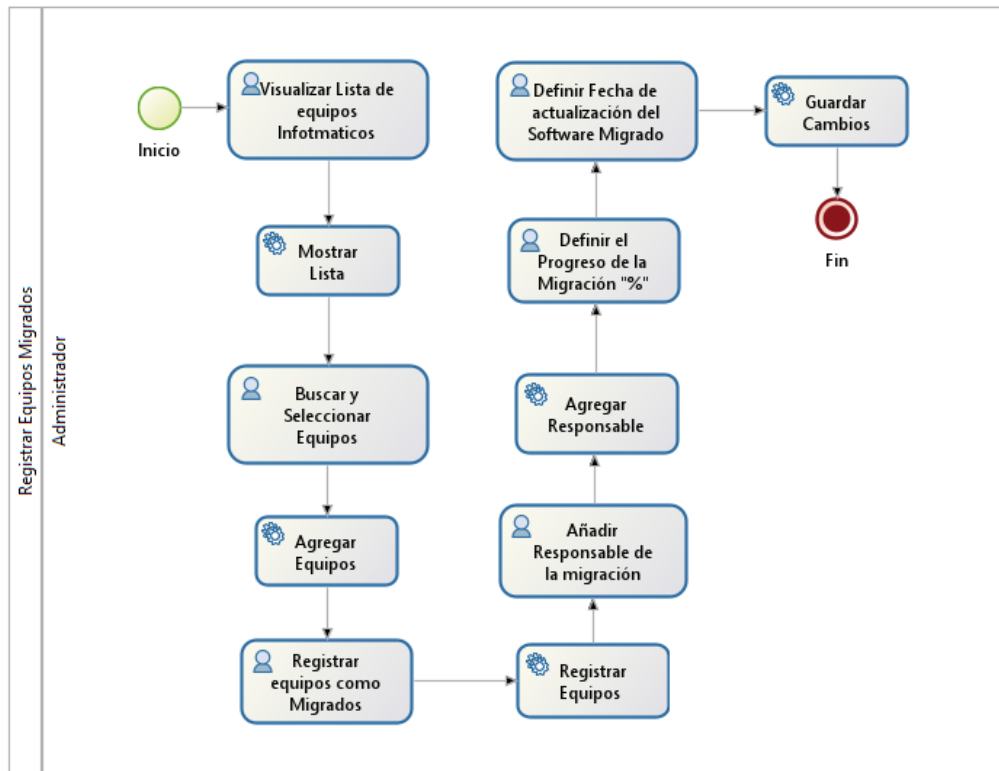 Registrar Equipos Migrados
Administrador
Inicio
Visualizar Lista de
equipos
Infotmaticos
Mostrar
Lista
Buscar y
Seleccionar
Equipos
Agregar
Equipos
Registrar
equipos como
Migrados
Registrar
Equipos
Añadir
Responsable de
la migración
Agregar
Responsable
Definir el
Progreso de la
Migración "%"
Definir Fecha de
actualización del
Software Migrado
Guardar
Cambios
Fin